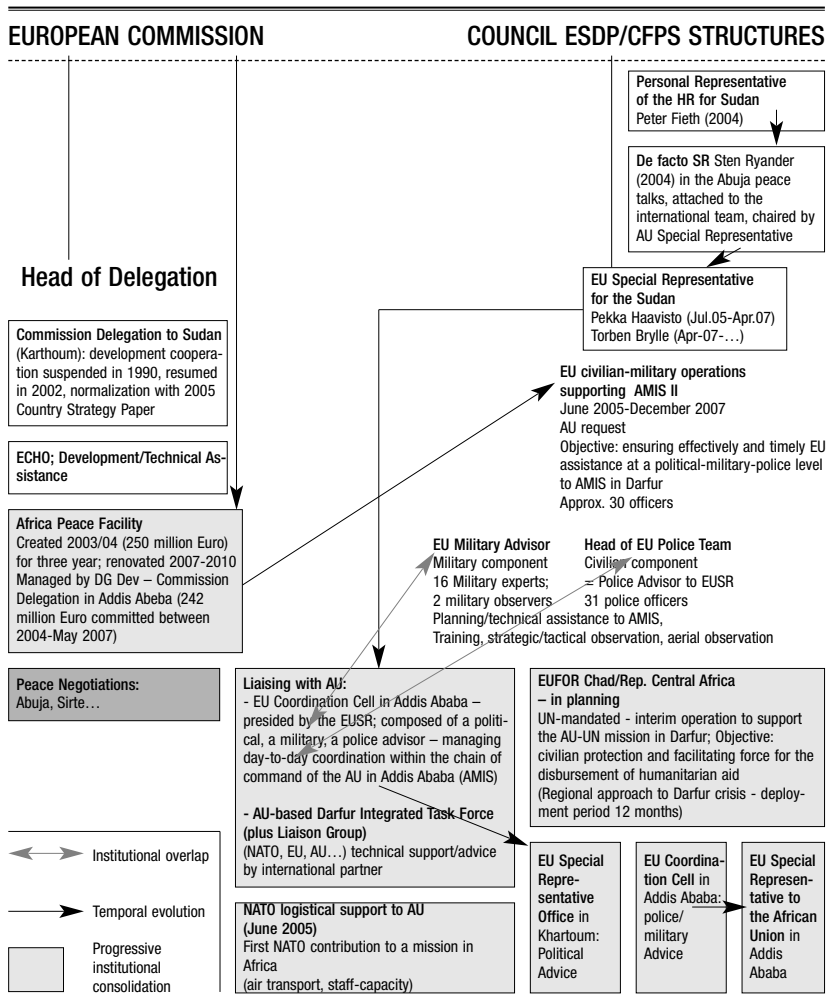 EUROPEAN COMMISSION
COUNCIL ESDP/CFPS STRUCTURES
Personal Representative
of the HR for Sudan
Peter Fieth (2004)
De facto SR Sten Ryander
(2004) in the Abuja peace
talks, attached to the
international team, chaired by
AU Special Representative
Head of Delegation
EU Special Representative
for the Sudan
Pekka Haavisto (Jul.05-Apr.07)
Torben Brylle (Apr-07-…)
Commission Delegation to Sudan
(Karthoum): development coopera-
tion suspended in 1990, resumed
in 2002, normalization with 2005
Country Strategy Paper
EU civilian-military operations
supporting AMIS II
June 2005-December 2007
AU request
Objective: ensuring effectively and timely EU
assistance at a political-military-police level
to AMIS in Darfur
Approx. 30 officers
ECHO; Development/Technical As-
sistance
Africa Peace Facility
Created 2003/04 (250 million Euro)
for three year; renovated 2007-2010
Managed by DG Dev – Commission
Delegation in Addis Abeba (242
million Euro committed between
2004-May 2007)
EU Military Advisor
Military component
16 Military experts;
2 military observers
Head of EU Police Team
Civilian component
= Police Advisor to EUSR
31 police officers
Planning/technical assistance to AMIS,
Training, strategic/tactical observation, aerial observation
Peace Negotiations:
Abuja, Sirte…
Liaising with AU:
- EU Coordination Cell in Addis Ababa –
presided by the EUSR; composed of a politi-
cal, a military, a police advisor – managing
day-to-day coordination within the chain of
command of the AU in Addis Ababa (AMIS)
- AU-based Darfur Integrated Task Force
(plus Liaison Group)
(NATO, EU, AU…) technical support/advice
by international partner
EUFOR Chad/Rep. Central Africa
– in planning
UN-mandated - interim operation to support
the AU-UN mission in Darfur; Objective:
civilian protection and facilitating force for the
disbursement of humanitarian aid
(Regional approach to Darfur crisis - deploy-
ment period 12 months)
Institutional overlap
Temporal evolution
Progressive
institutional
consolidation
NATO logistical support to AU
(June 2005)
First NATO contribution to a mission in
Africa
(air transport, staff-capacity)
EU Special
Repre-
sentative
Office in
Khartoum:
Political
Advice
EU Coordina-
tion Cell in
Addis Ababa:
police/
military
Advice
EU Special
Represen-
tative to
the African
Union in
Addis
Ababa